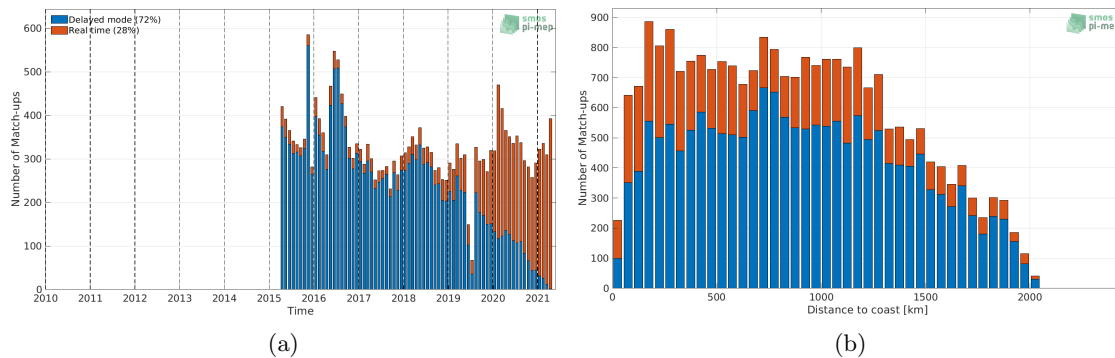 Delayed mode (72%)
Real time (28%)
smos
pi-mep
Number of Match-ups
600
500
400
300
200
100
0
2010 2011 2012 2013 2014 2015 2016 2017 2018 2019 2020 2021
Time
(a)
smos
pi-mep
Number of Match-ups
900
800
700
600
500
400
300
200
100
0
0 500 1000 1500 2000
Distance to coast [km]
(b)